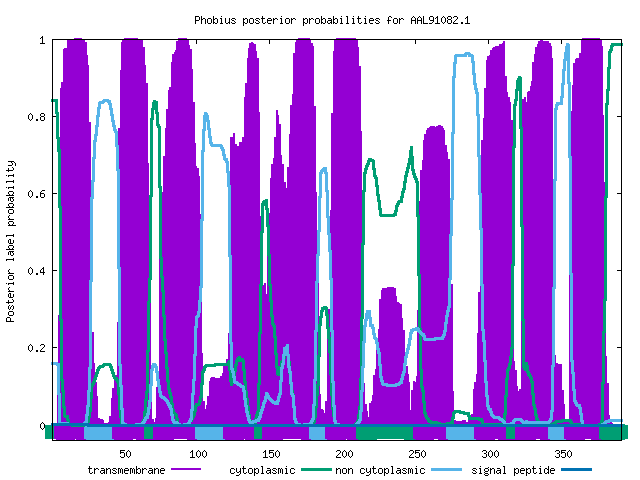 Phobius posterior probabilities for AAL91082.1
1
0.8
0.6
0.4
0.2
0
Posterior label probability
50 100 150 200 250 300 350
transmembrane cytoplasmic non cytoplasmic signal peptide